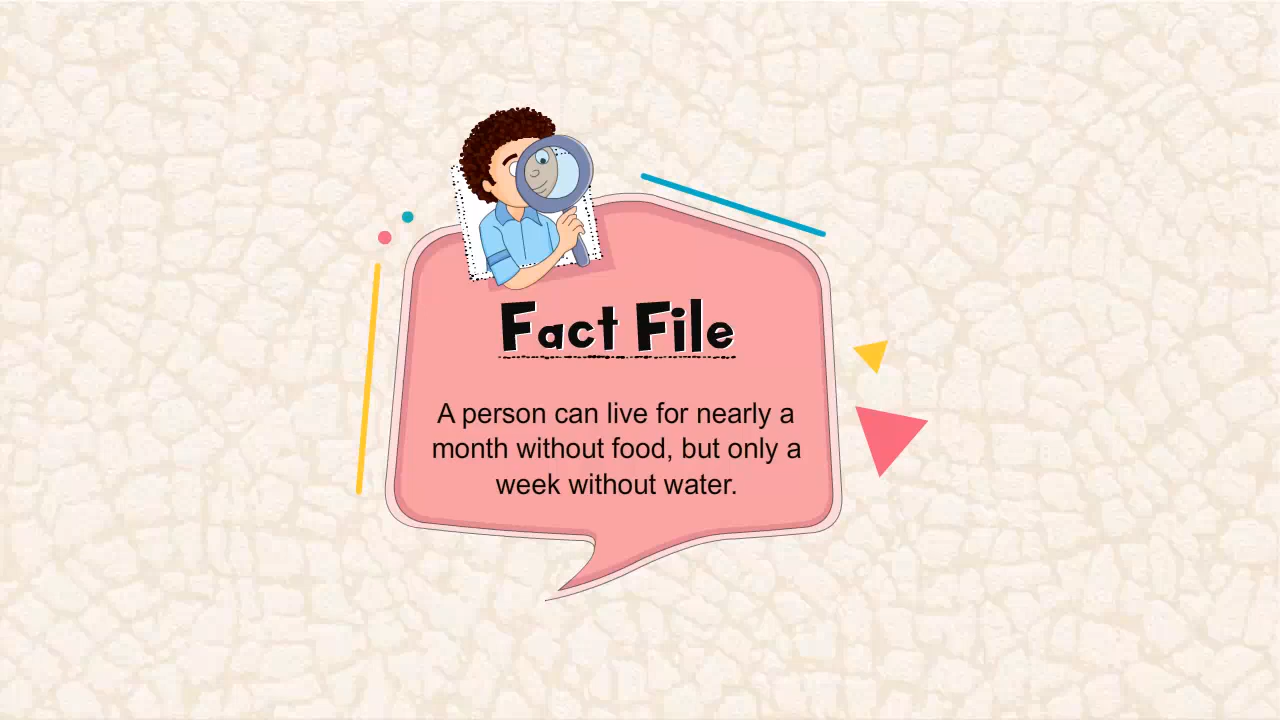 Fact File
A person can live for nearly a
month without food, but only a
week without water.